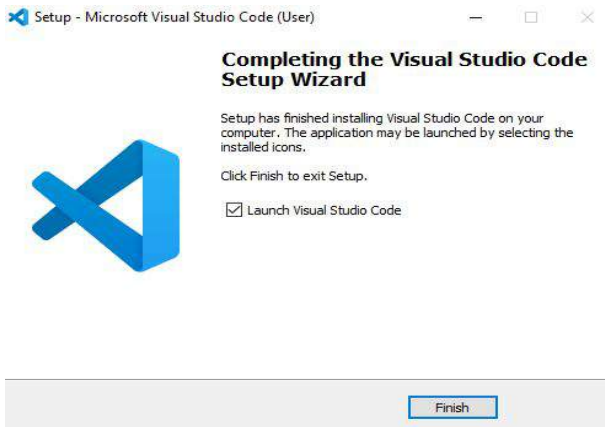 Setup - Microsoft Visual Studio Code (User)
Completing the Visual Studio Code
Setup Wizard
Setup has finished installing Visual Studio Code on your
computer. The application may be launched by selecting the
installed icons.
Click Finish to exit Setup.
Launch Visual Studio Code
Finish